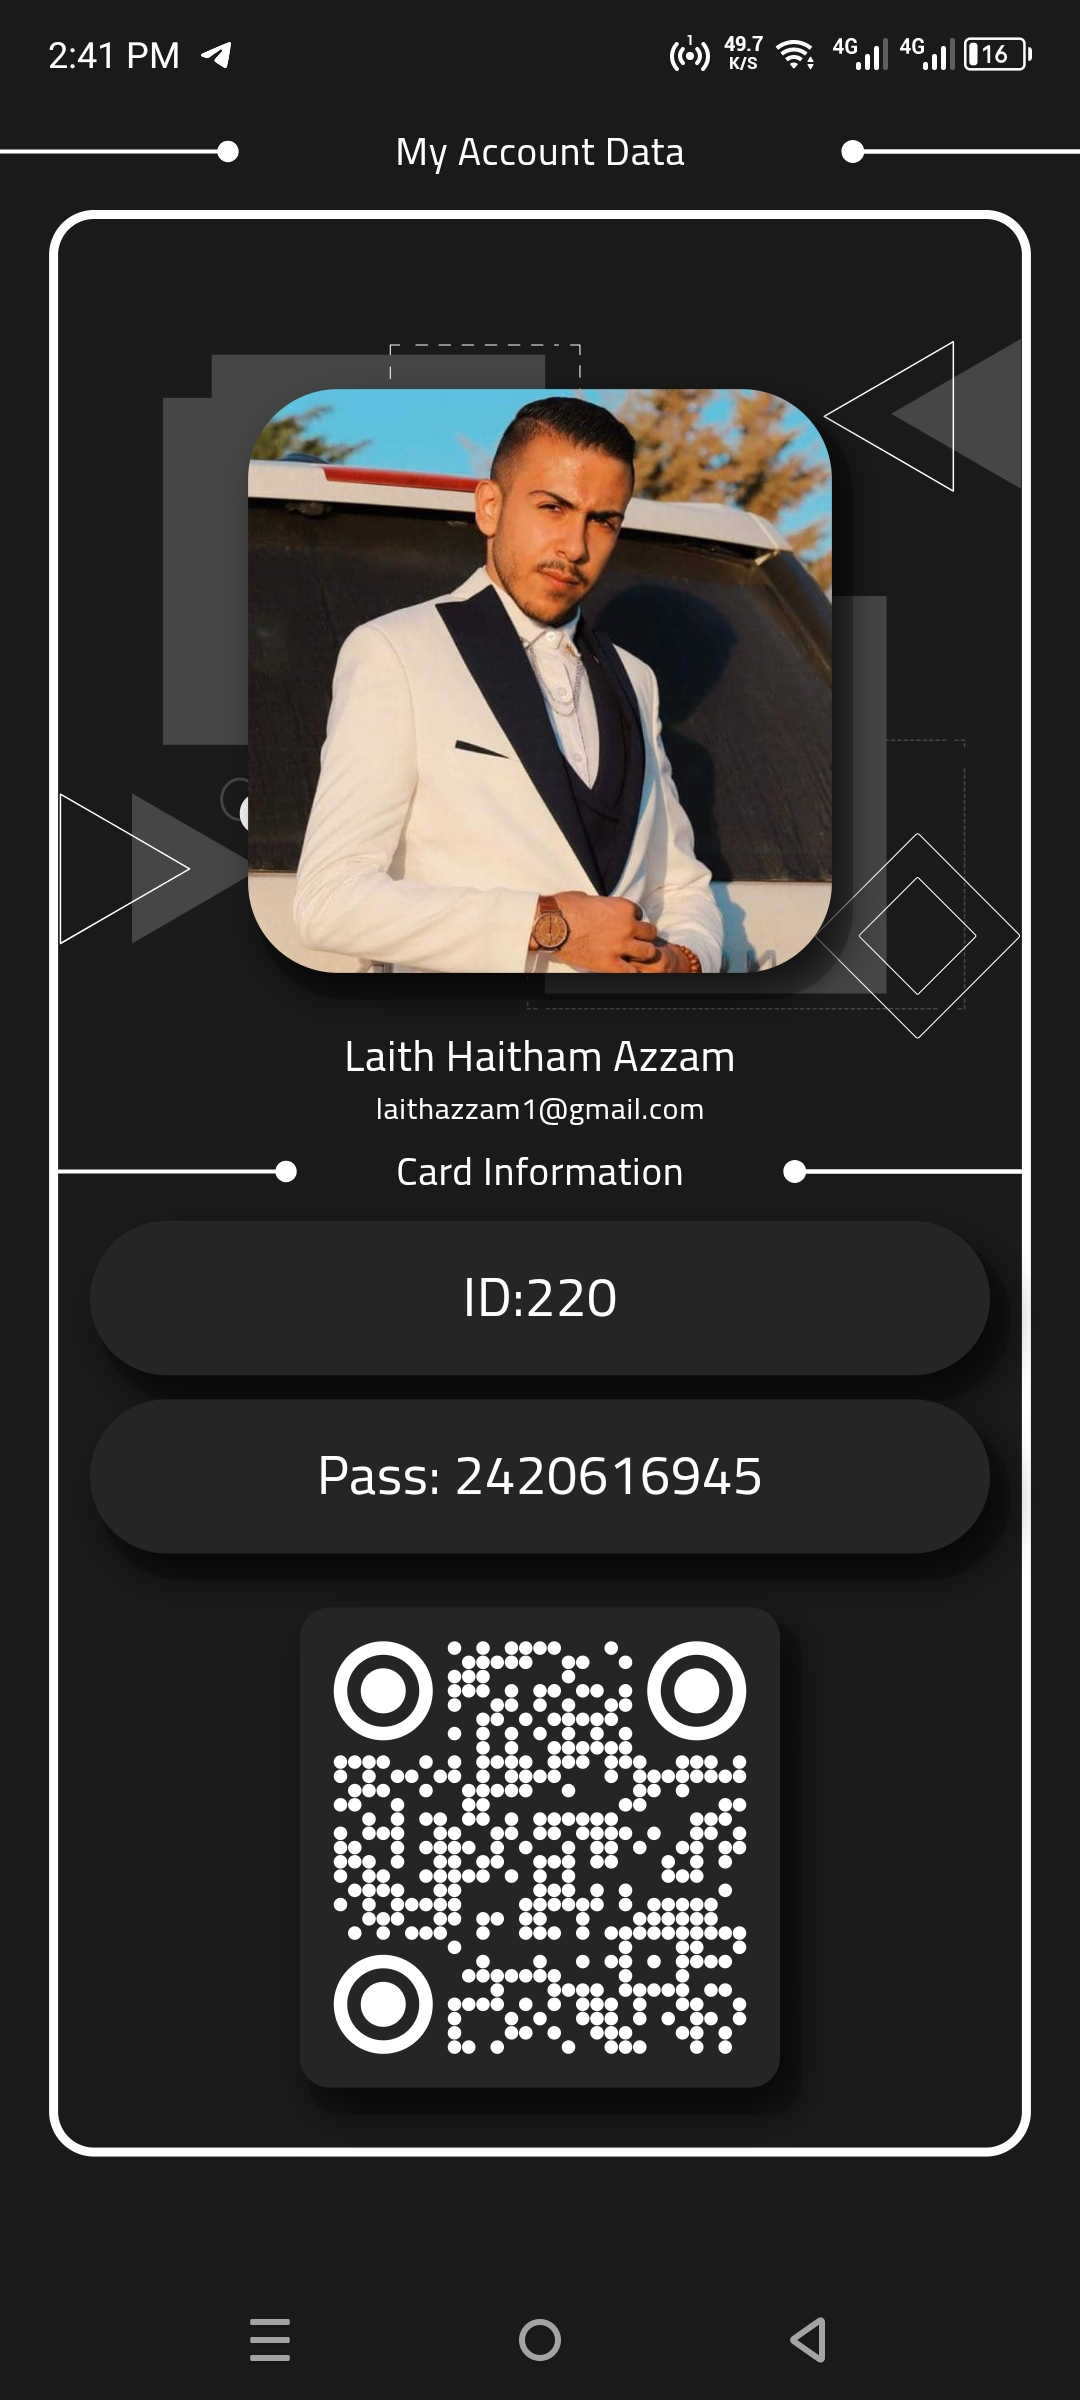 2:41 PM
1
49.7
K/S
4G
4G
16
My Account Data
Laith Haitham Azzam
laithazzam1@gmail.com
Card Information
ID:220
Pass: 2420616945